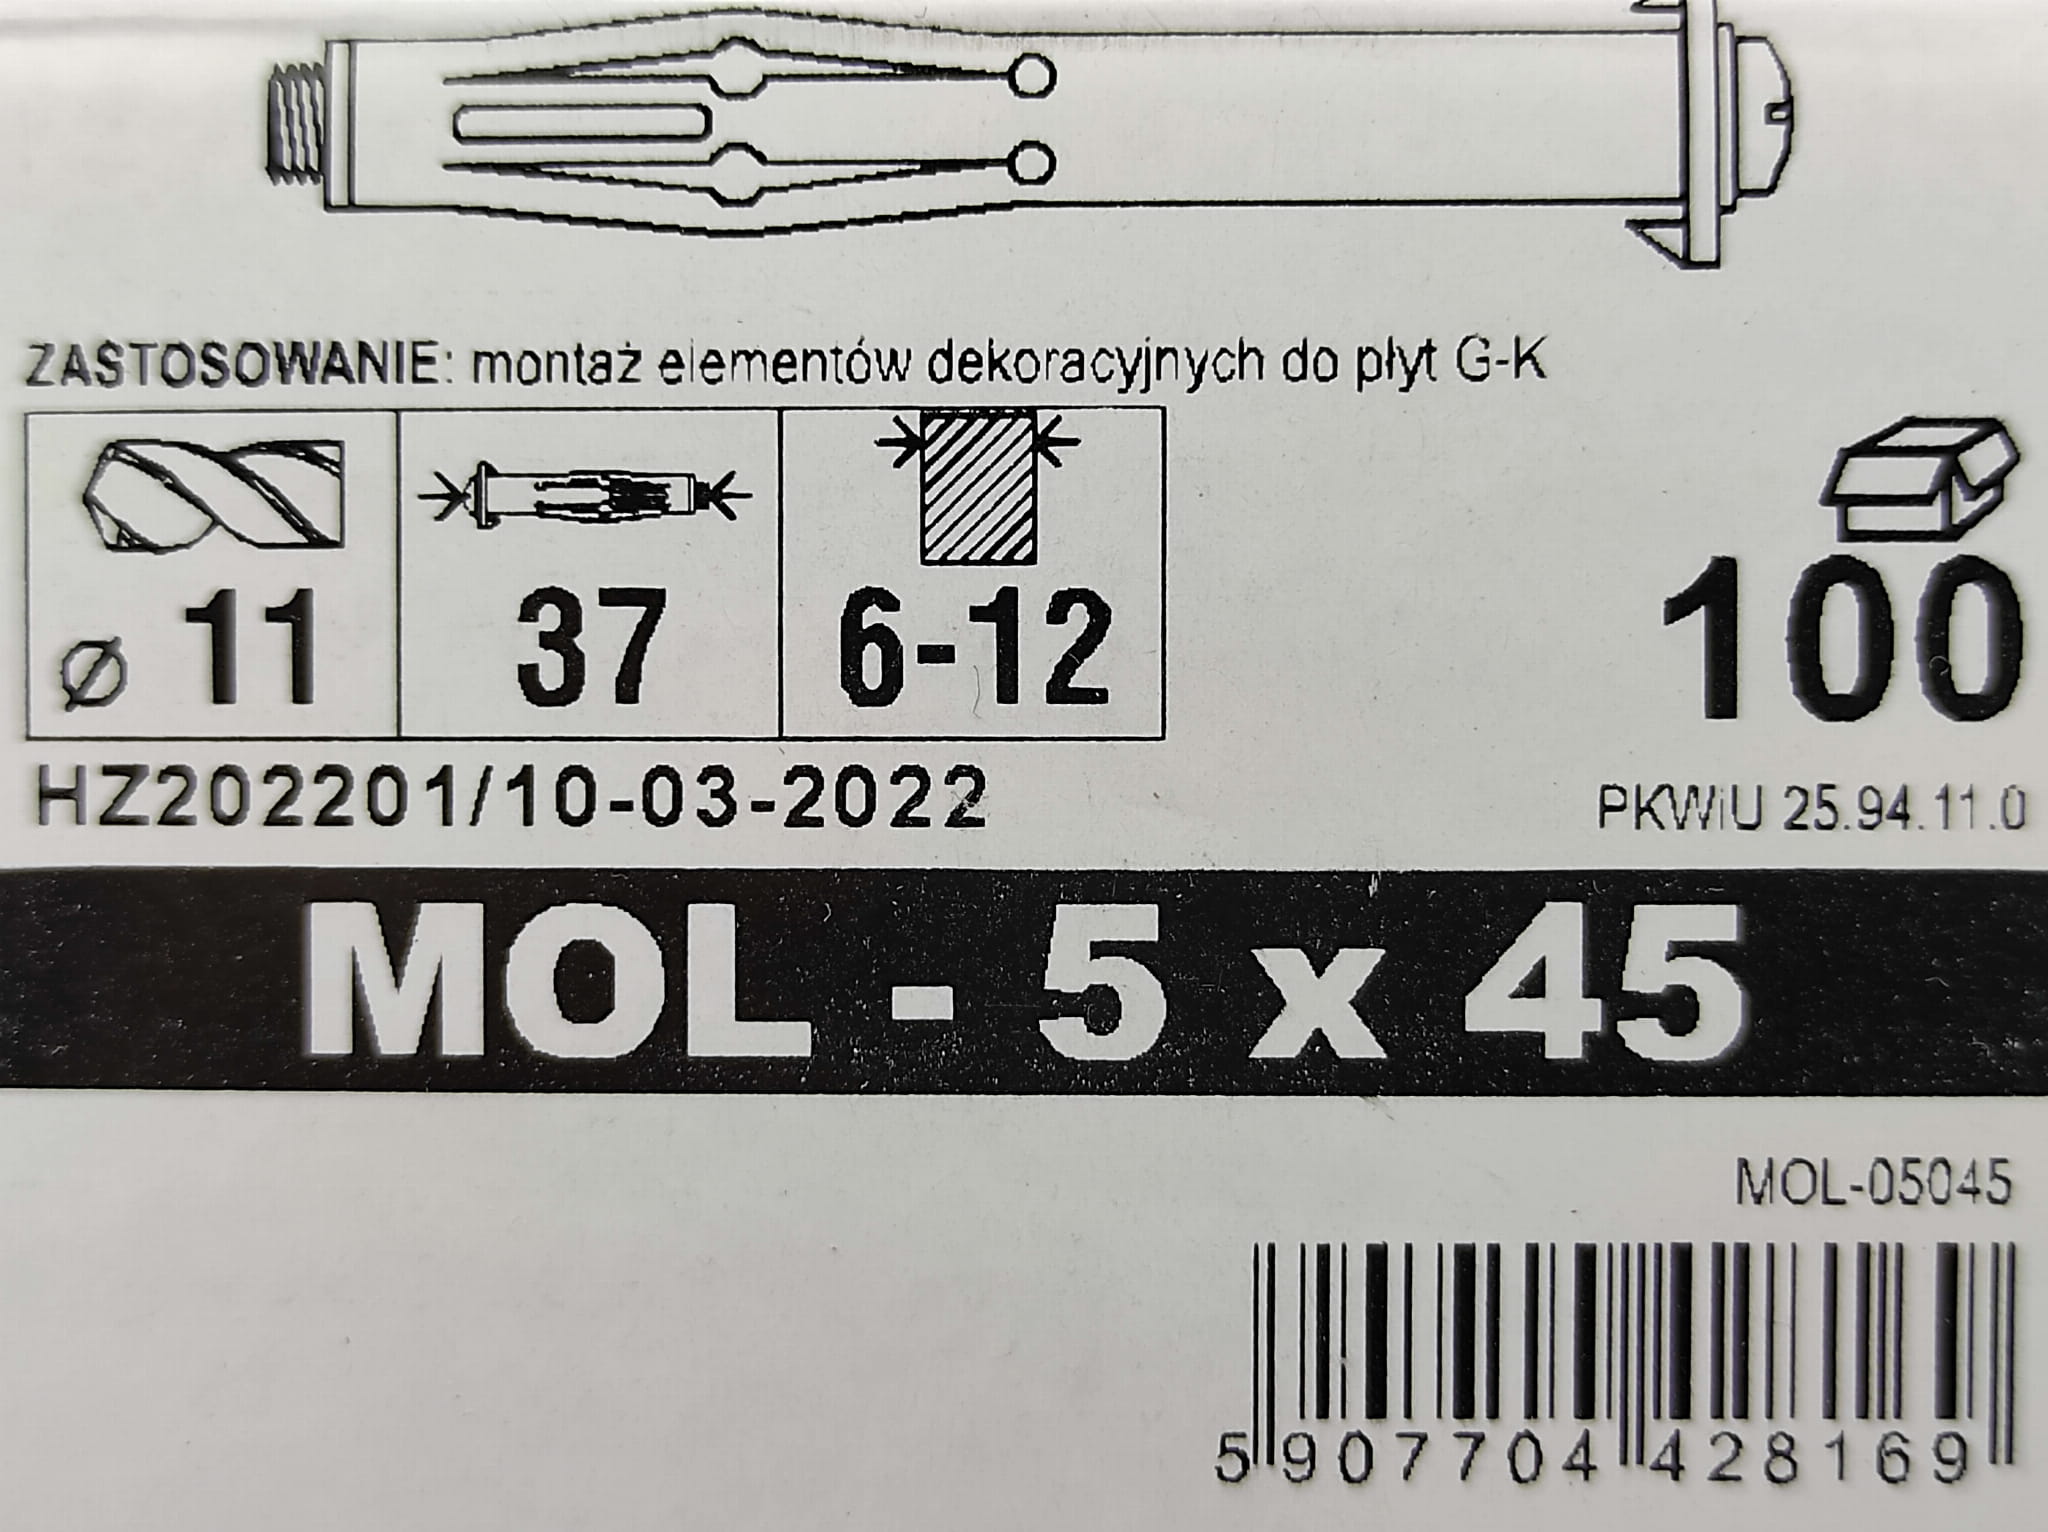 ZASTOSOWANIE: montaż elementów dekoracyjnych do płyt G-K
ø 11 37 6-12 100
HZ202201/10-03-2022
PKWiU 25.94.11.0
MOL - 5 x 45
MOL-05045
5 907704 428169